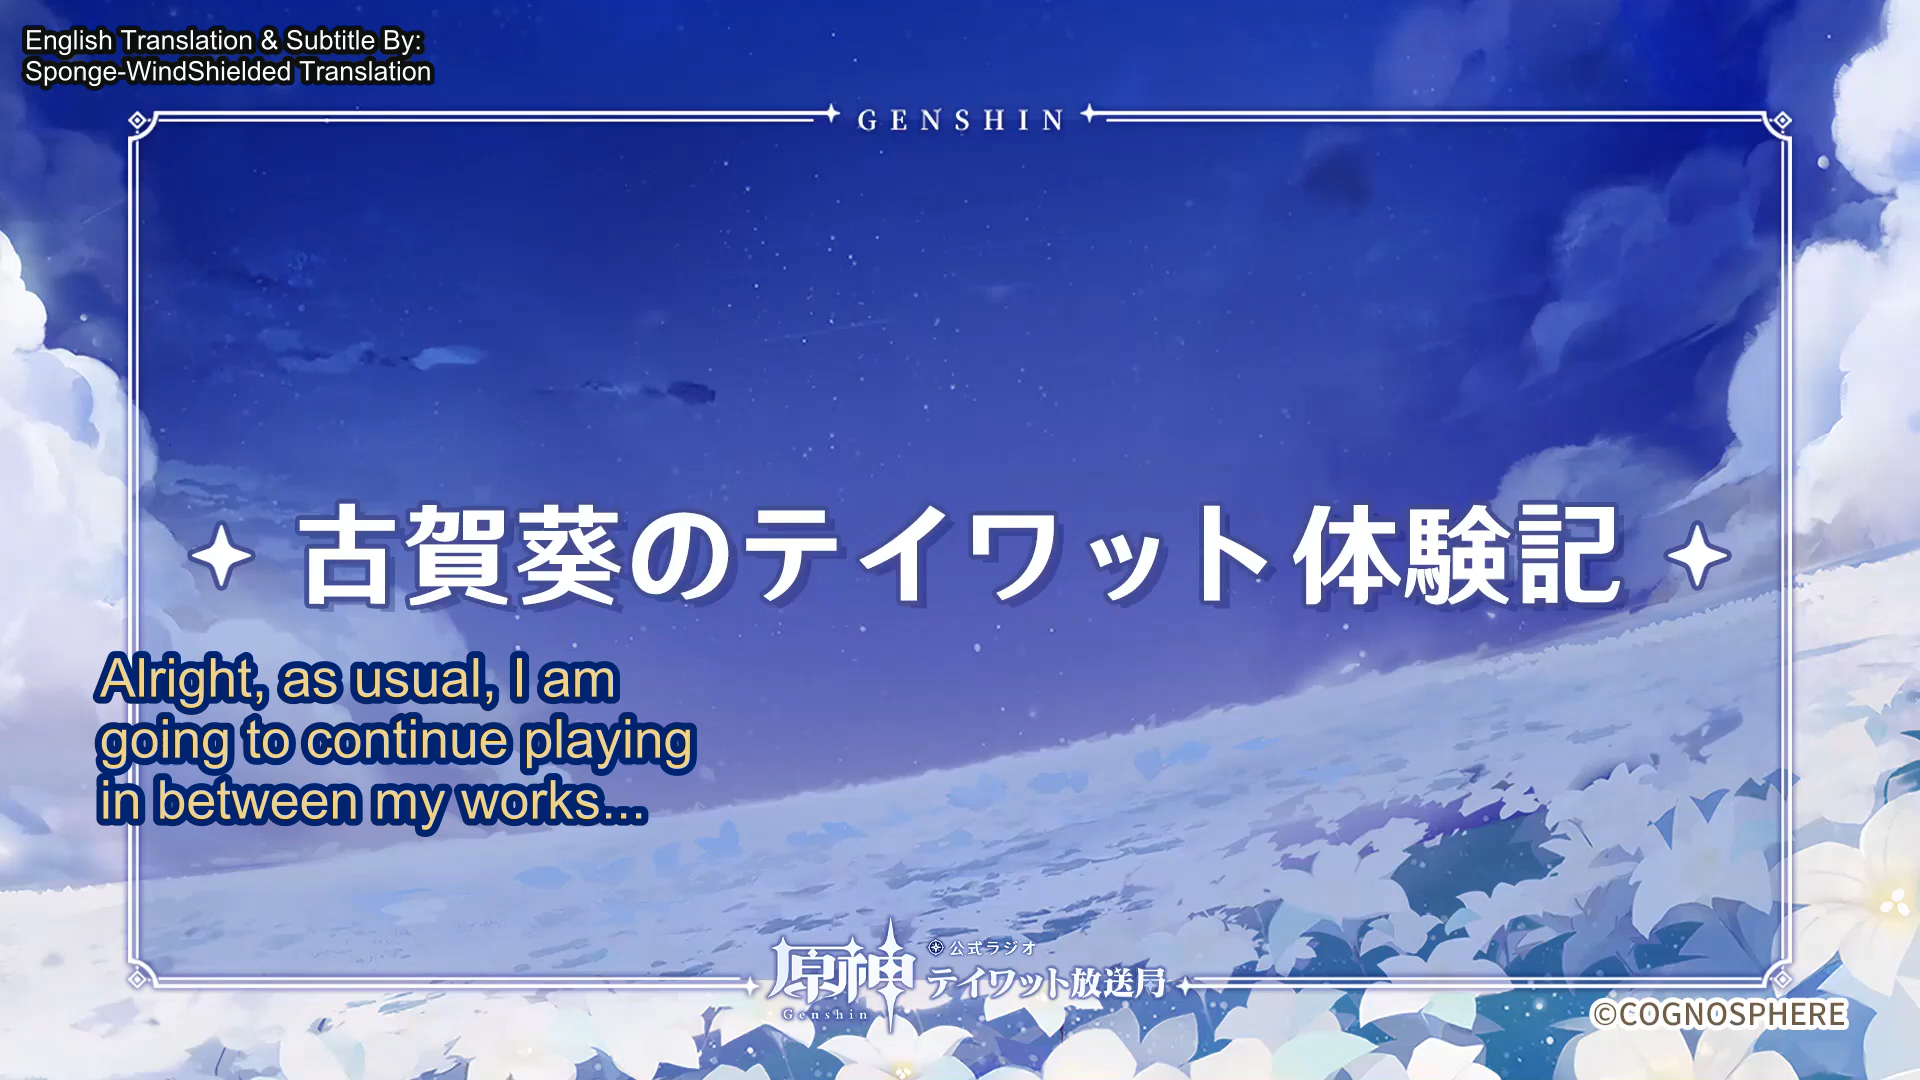 English Translation & Subtitle By:
Sponge-WindShielded Translation
GENSHIN
古賀葵のテイワット体験記
Alright, as usual, I am
going to continue playing
in between my works...
原神
Genshin
公式ラジオ
テイワット放送局
©COGNOSPHERE